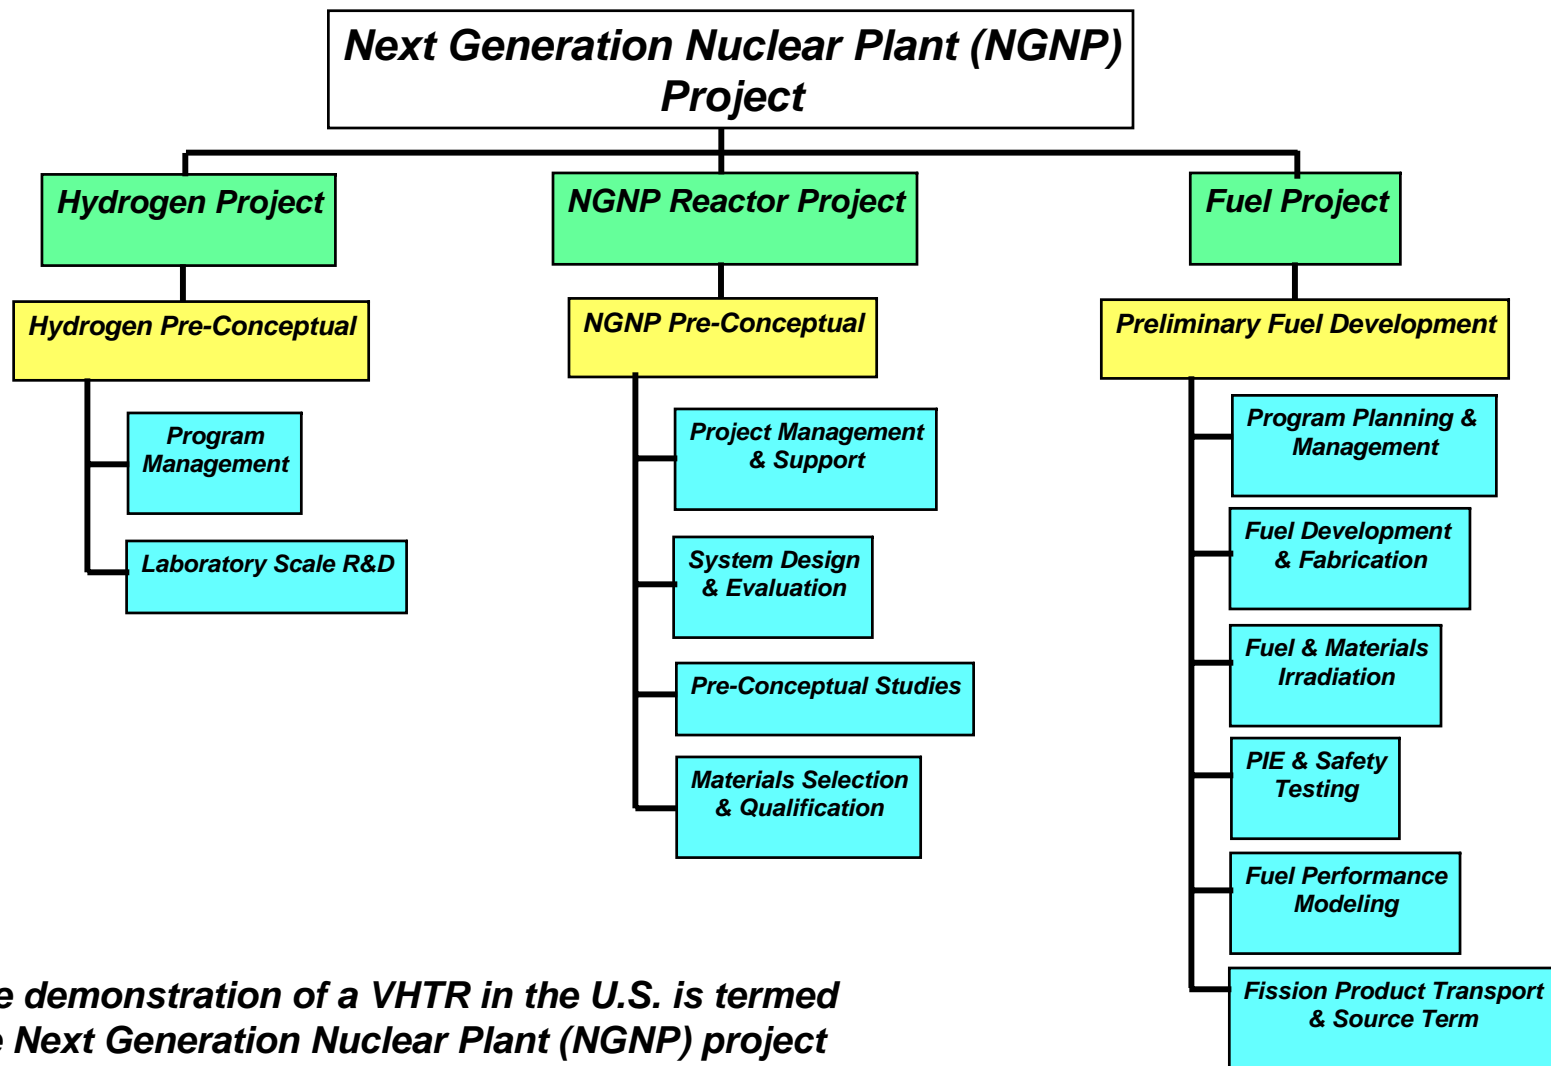 Next Generation Nuclear Plant (NGNP)
Project
Hydrogen Project
NGNP Reactor Project
Fuel Project
Hydrogen Pre-Conceptual
NGNP Pre-Conceptual
Preliminary Fuel Development
Program
Management
Laboratory Scale R&D
Project Management
& Support
System Design
& Evaluation
Pre-Conceptual Studies
Materials Selection
& Qualification
Program Planning &
Management
Fuel Development
& Fabrication
Fuel & Materials
Irradiation
PIE & Safety
Testing
Fuel Performance
Modeling
Fission Product Transport
& Source Term
e demonstration of a VHTR in the U.S. is termed
e Next Generation Nuclear Plant (NGNP) project